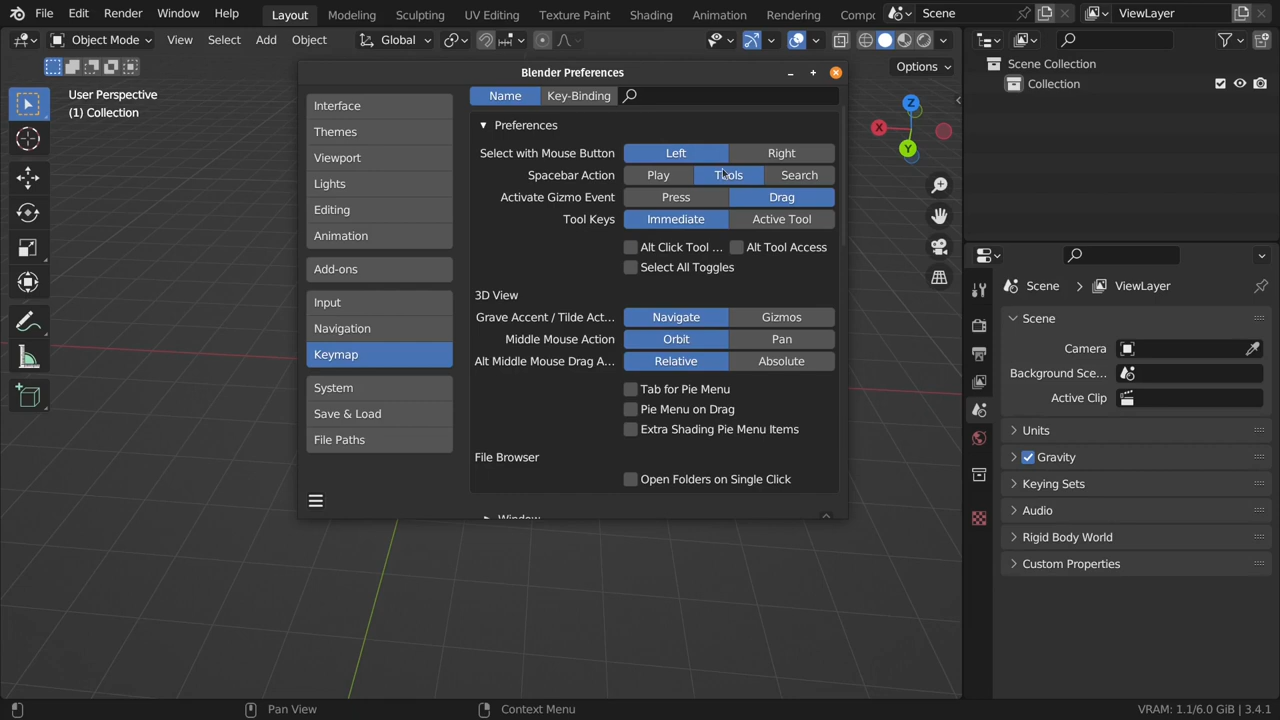 File Edit Render Window Help Layout Modeling Sculpting UV Editing Texture Paint Shading Animation Rendering Compo Scene ViewLayer
Object Mode View Select Add Object Global
Options
User Perspective
(1) Collection
Z
X
Y
Blender Preferences
Interface
Themes
Viewport
Lights
Editing
Animation
Add-ons
Input
Navigation
Keymap
System
Save & Load
File Paths
Name Key-Binding
Preferences
Select with Mouse Button Left Right
Spacebar Action Play Tools Search
Activate Gizmo Event Press Drag
Tool Keys Immediate Active Tool
Alt Click Tool ... Alt Tool Access
Select All Toggles
3D View
Grave Accent / Tilde Act... Navigate Gizmos
Middle Mouse Action Orbit Pan
Alt Middle Mouse Drag A... Relative Absolute
Tab for Pie Menu
Pie Menu on Drag
Extra Shading Pie Menu Items
File Browser
Open Folders on Single Click
Window
Scene Collection
Collection
Scene > ViewLayer
Scene
Camera
Background Sce...
Active Clip
Units
Gravity
Keying Sets
Audio
Rigid Body World
Custom Properties
Pan View Context Menu VRAM: 1.1/6.0 GiB | 3.4.1